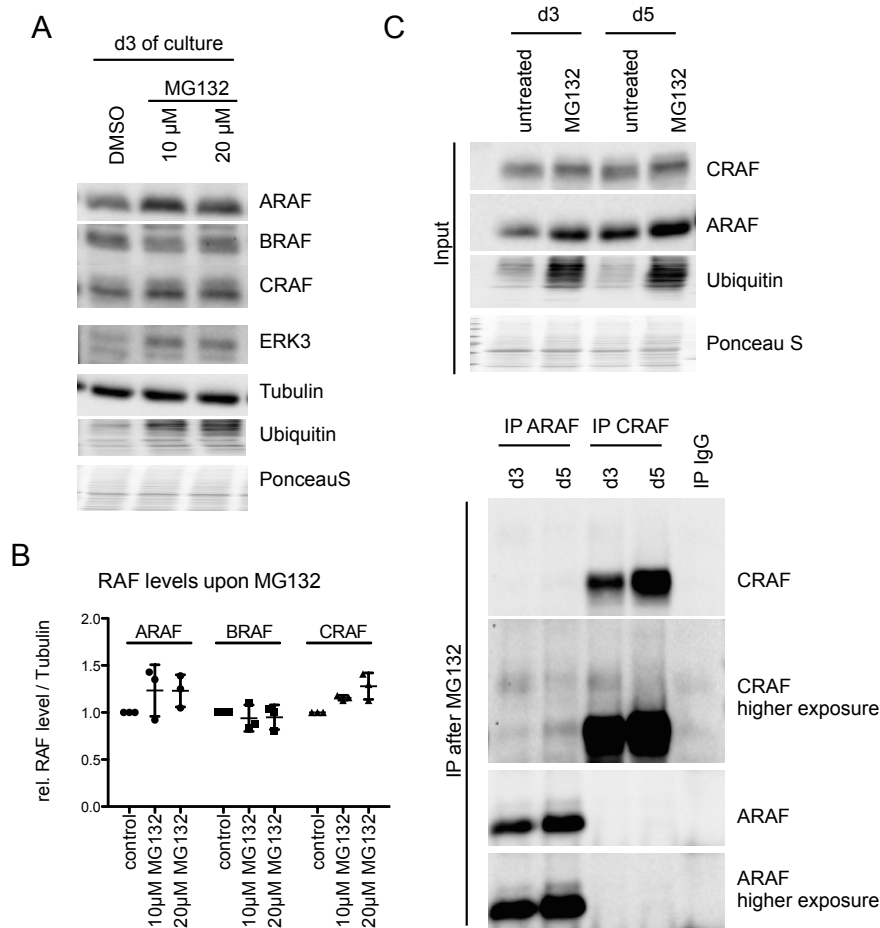 A
d3 of culture
MG132
DMSO
10 µM
20 µM
ARAF
BRAF
CRAF
ERK3
Tubulin
Ubiquitin
PonceauS
B
RAF levels upon MG132
ARAF
BRAF
CRAF
rel. RAF level / Tubulin
2.0
1.5
1.0
0.5
0.0
control
10µM MG132
20µM MG132
control
10µM MG132
20µM MG132
control
10µM MG132
20µM MG132
C
d3
d5
untreated
MG132
untreated
MG132
Input
CRAF
ARAF
Ubiquitin
Ponceau S
IP ARAF
IP CRAF
IP IgG
d3
d5
d3
d5
IP after MG132
CRAF
CRAF
higher exposure
ARAF
ARAF
higher exposure